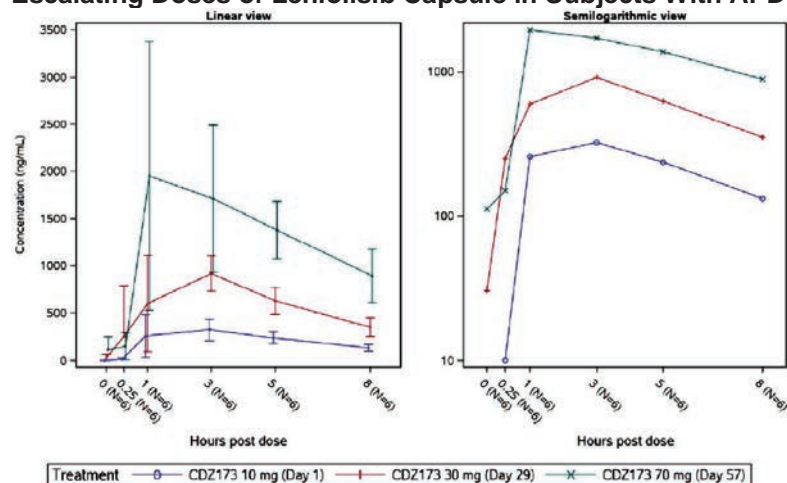 Escalating Doses of Leniolisib Capsule in Subjects With APD
Linear view
Semilogarithmic view
Concentration (ng/mL)
3500
3000
2500
2000
1500
1000
500
0
0 (N=6)
0.25 (N=6)
1 (N=6)
3 (N=6)
5 (N=6)
8 (N=6)
Hours post dose
1000
100
10
0 (N=6)
0.25 (N=6)
1 (N=6)
3 (N=6)
5 (N=6)
8 (N=6)
Hours post dose
Treatment CDZ173 10 mg (Day 1) CDZ173 30 mg (Day 29) CDZ173 70 mg (Day 57)